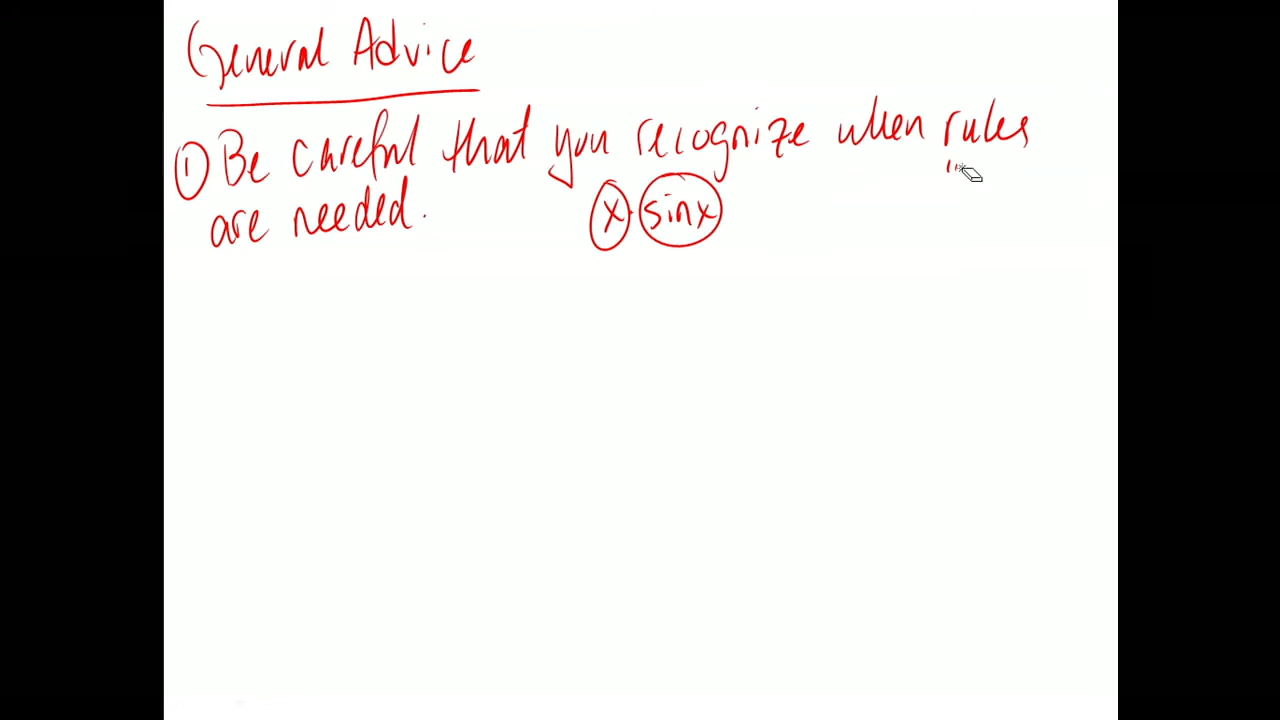 General Advice
① Be careful that you recognize when rules
are needed. x · sinx